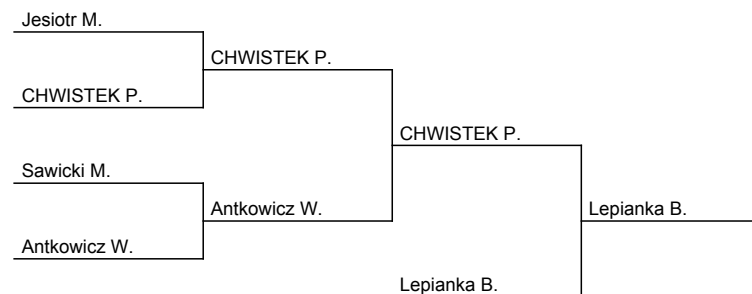 Jesiotr M.
CHWISTEK P.
CHWISTEK P.
CHWISTEK P.
Sawicki M.
Antkowicz W.
Lepianka B.
Antkowicz W.
Lepianka B.